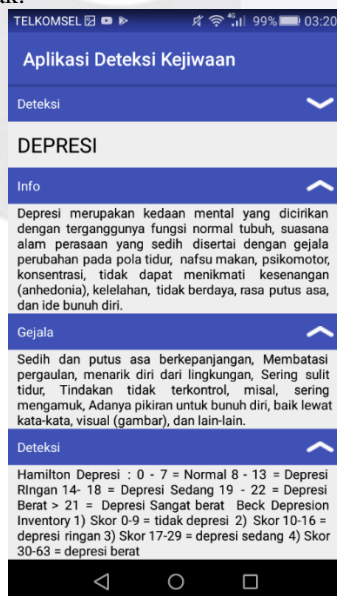 TELKOMSEL 4G 99% 03:20
Aplikasi Deteksi Kejiwaan
Deteksi
DEPRESI
Info
Depresi merupakan kedaan mental yang dicirikan
dengan terganggunya fungsi normal tubuh, suasana
alam perasaan yang sedih disertai dengan gejala
perubahan pada pola tidur, nafsu makan, psikomotor,
konsentrasi, tidak dapat menikmati kesenangan
(anhedonia), kelelahan, tidak berdaya, rasa putus asa,
dan ide bunuh diri.
Gejala
Sedih dan putus asa berkepanjangan, Membatasi
pergaulan, menarik diri dari lingkungan, Sering sulit
tidur, Tindakan tidak terkontrol, misal, sering
mengamuk, Adanya pikiran untuk bunuh diri, baik lewat
kata-kata, visual (gambar), dan lain-lain.
Deteksi
Hamilton Depresi : 0 - 7 = Normal 8 - 13 = Depresi
RIngan 14- 18 = Depresi Sedang 19 - 22 = Depresi
Berat > 21 = Depresi Sangat berat Beck Depresion
Inventory 1) Skor 0-9 = tidak depresi 2) Skor 10-16 =
depresi ringan 3) Skor 17-29 = depresi sedang 4) Skor
30-63 = depresi berat